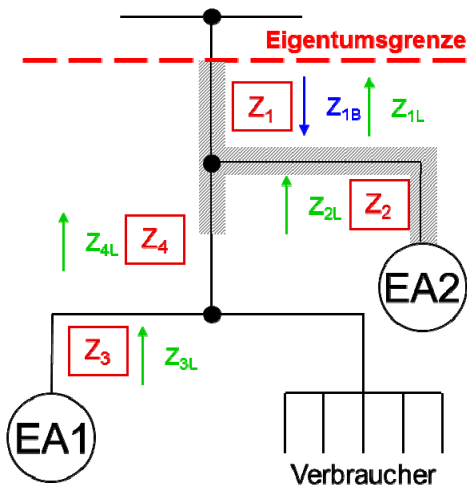 Eigentumsgrenze
Z1 Z1B Z1L
Z2L Z2
Z4L Z4
EA2
Z3 Z3L
EA1
Verbraucher